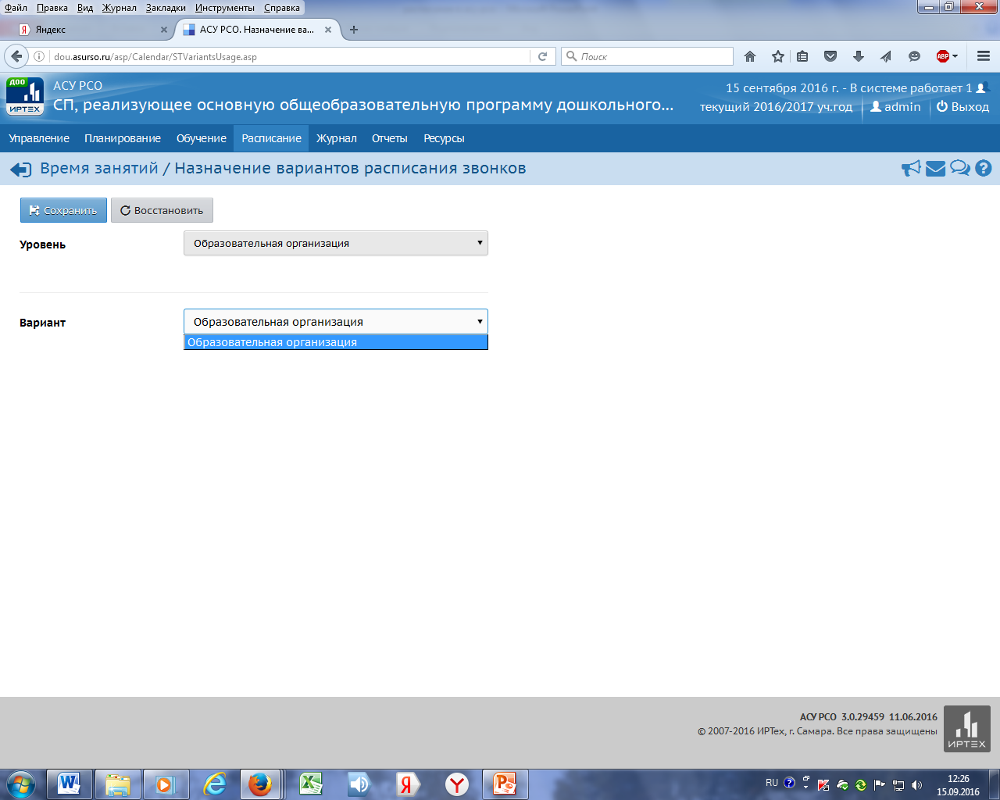 Файл Правка Вид Журнал Закладки Инструменты Справка
Яндекс
АСУ РСО. Назначение ва...
dou.asurso.ru/asp/Calendar/STVariantsUsage.asp
Поиск
ABP
ДОО
ИРТЕХ
АСУ РСО
СП, реализующее основную общеобразовательную программу дошкольного...
15 сентября 2016 г. - В системе работает 1
текущий 2016/2017 уч.год
admin
Выход
Управление Планирование Обучение Расписание Журнал Отчеты Ресурсы
Время занятий / Назначение вариантов расписания звонков
Сохранить
Восстановить
Уровень
Образовательная организация
Вариант
Образовательная организация
Образовательная организация
АСУ РСО 3.0.29459 11.06.2016
© 2007-2016 ИРТех, г. Самара. Все права защищены
ИРТЕХ
RU
12:26
15.09.2016